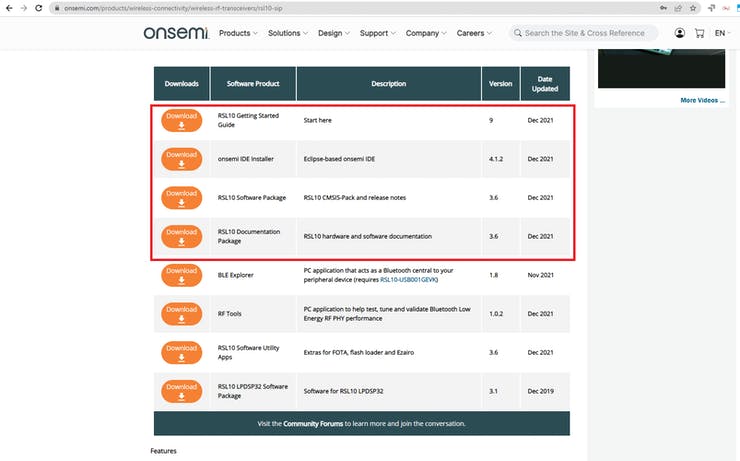 onsemi.com/products/wireless-connectivity/wireless-rf-transceivers/rsl10-sip
onsemi Products Solutions Design Support Company Careers Search the Site & Cross Reference EN
Downloads Software Product Description Version Date Updated
Download RSL10 Getting Started Guide Start here 9 Dec 2021
Download onsemi IDE Installer Eclipse-based onsemi IDE 4.1.2 Dec 2021
Download RSL10 Software Package RSL10 CMSIS-Pack and release notes 3.6 Dec 2021
Download RSL10 Documentation Package RSL10 hardware and software documentation 3.6 Dec 2021
Download BLE Explorer PC application that acts as a Bluetooth central to your peripheral device (requires RSL10-USB001GEVK) 1.8 Nov 2021
Download RF Tools PC application to help test, tune and validate Bluetooth Low Energy RF PHY performance 1.0.2 Dec 2021
Download RSL10 Software Utility Apps Extras for FOTA, flash loader and Ezairo 3.6 Dec 2021
Download RSL10 LPDSP32 Software Package Software for RSL10 LPDSP32 3.1 Dec 2019
Visit the Community Forums to learn more and join the conversation.
Features
More Videos ...